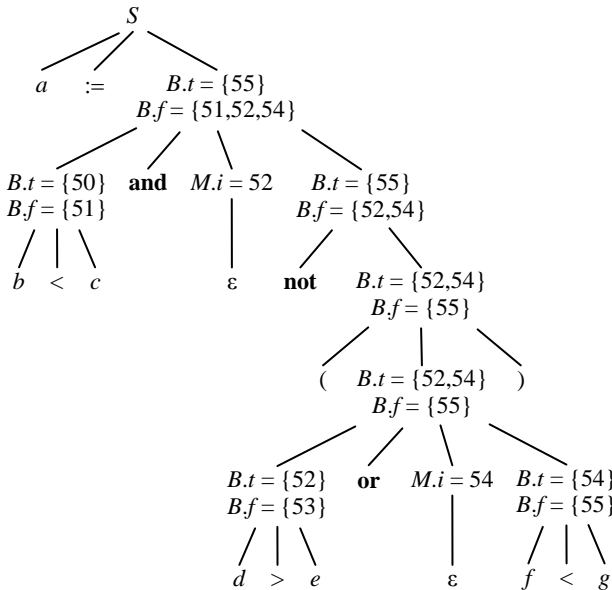 S
a := B.t = {55}
B.f = {51,52,54}
B.t = {50} and M.i = 52 B.t = {55}
B.f = {51} B.f = {52,54}
b < c ε not B.t = {52,54}
B.f = {55}
( B.t = {52,54} )
B.f = {55}
B.t = {52} or M.i = 54 B.t = {54}
B.f = {53} B.f = {55}
d > e ε f < g